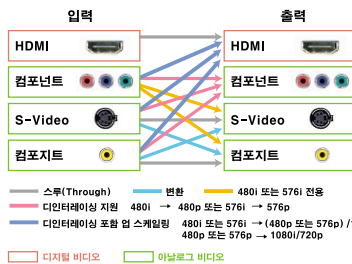 입력 출력
HDMI HDMI
컴포넌트 컴포넌트
S-Video S-Video
컴포지트 컴포지트
스루(Through) 변환 480i 또는 576i 전용
디인터레이싱 지원 480i → 480p 576i → 576p
디인터레이싱 포함 업 스케일링 480i 또는 576i →(480p 또는 576p) /
480p 또는 576p → 1080i/720p
디지털 비디오 아날로그 비디오